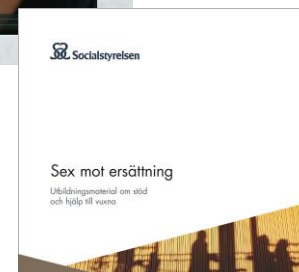 Socialstyrelsen
Sex mot ersättning
Utbildningsmaterial om stöd
och hjälp till vuxna